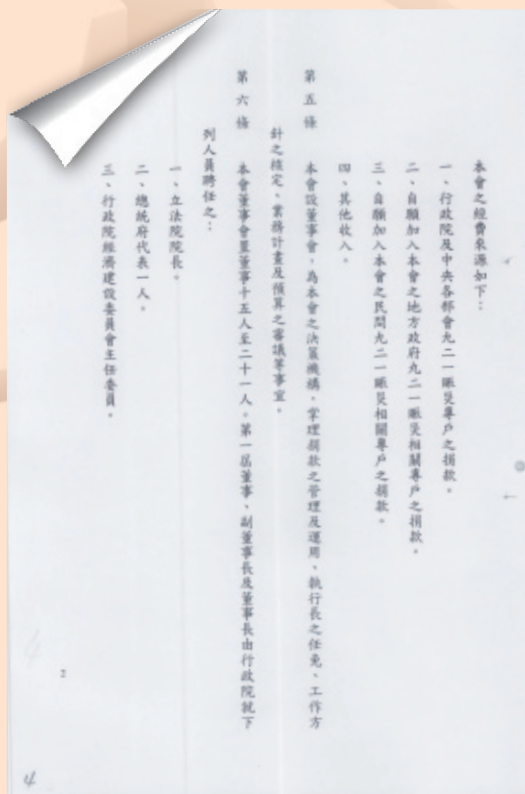 本會之經費來源如下：
一、行政院及中央各部會九二一賑災專戶之捐款。
二、自願加入本會之地方政府九二一賑災相關專戶之捐款。
三、自願加入本會之民間九二一賑災相關專戶之捐款。
四、其他收入。
第五條　本會設董事會，為本會之決策機構，掌理捐款之管理及運用、執行長之任免、工作方
針之核定、業務計畫及預算之審議等事宜。
第六條　本會董事會置董事十五人至二十一人。第一屆董事、副董事長及董事長由行政院就下
列人員聘任之：
一、立法院院長。
二、總統府代表一人。
三、行政院經濟建設委員會主任委員。
2
4
4